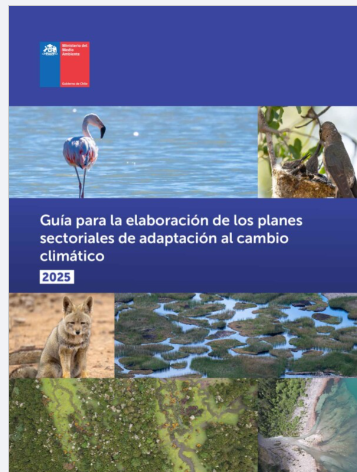 Ministerio del
Medio
Ambiente
Gobierno de Chile
Guía para la elaboración de los planes
sectoriales de adaptación al cambio
climático
2025